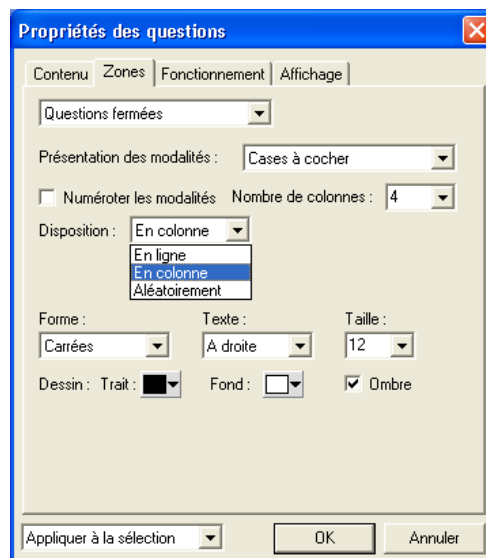 Propriétés des questions
Contenu Zones Fonctionnement Affichage
Questions fermées
Présentation des modalités : Cases à cocher
Numéroter les modalités Nombre de colonnes : 4
Disposition : En colonne
En ligne
En colonne
Aléatoirement
Forme : Texte : Taille :
Carrées A droite 12
Dessin : Trait : Fond : Ombre
Appliquer à la sélection OK Annuler